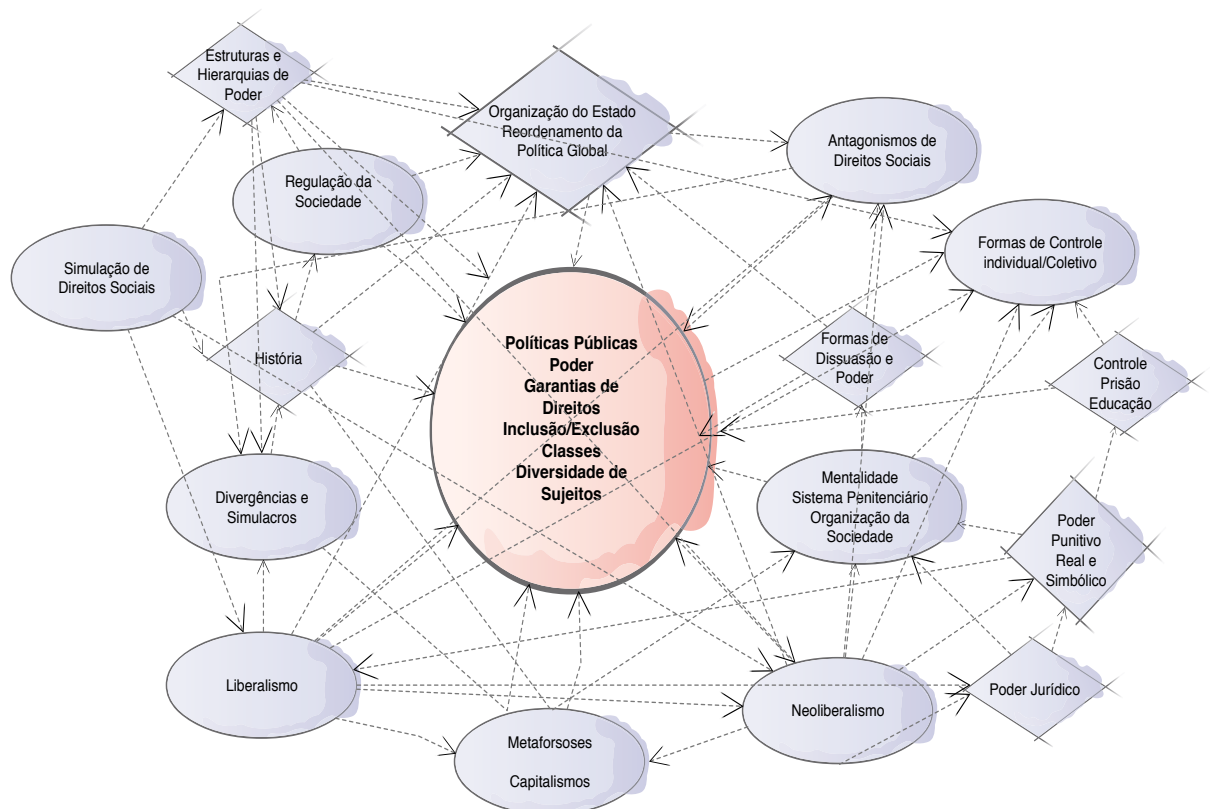 Estruturas e
Hierarquias de
Poder
Organização do Estado
Reordenamento da
Política Global
Antagonismos de
Direitos Sociais
Regulação da
Sociedade
Simulação de
Direitos Sociais
Formas de Controle
individual/Coletivo
História
Políticas Públicas
Poder
Garantias de
Direitos
Inclusão/Exclusão
Classes
Diversidade de
Sujeitos
Formas de
Dissuasão e
Poder
Controle
Prisão
Educação
Divergências e
Simulacros
Mentalidade
Sistema Penitenciário
Organização da
Sociedade
Poder
Punitivo
Real e
Simbólico
Liberalismo
Neoliberalismo
Poder Jurídico
Metaforsoses
Capitalismos